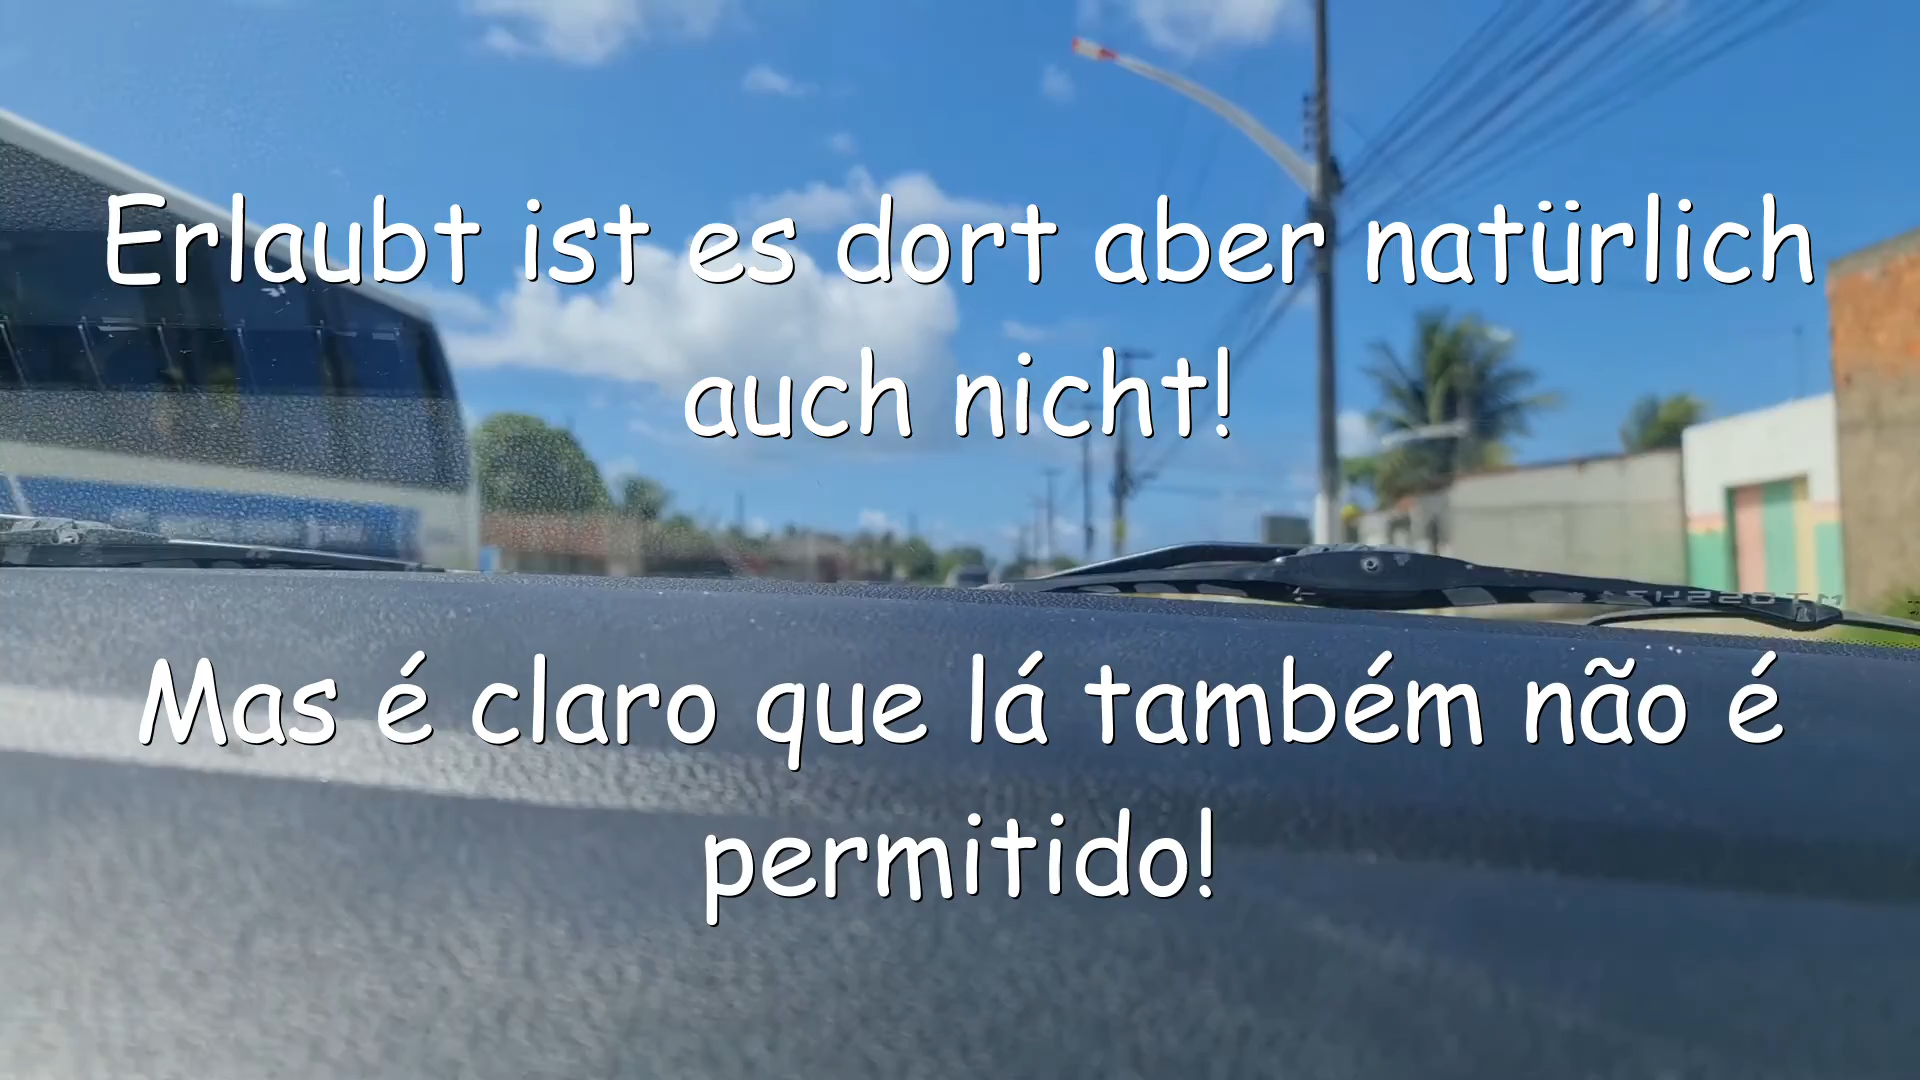 Erlaubt ist es dort aber natürlich
auch nicht!
Mas é claro que lá também não é
permitido!